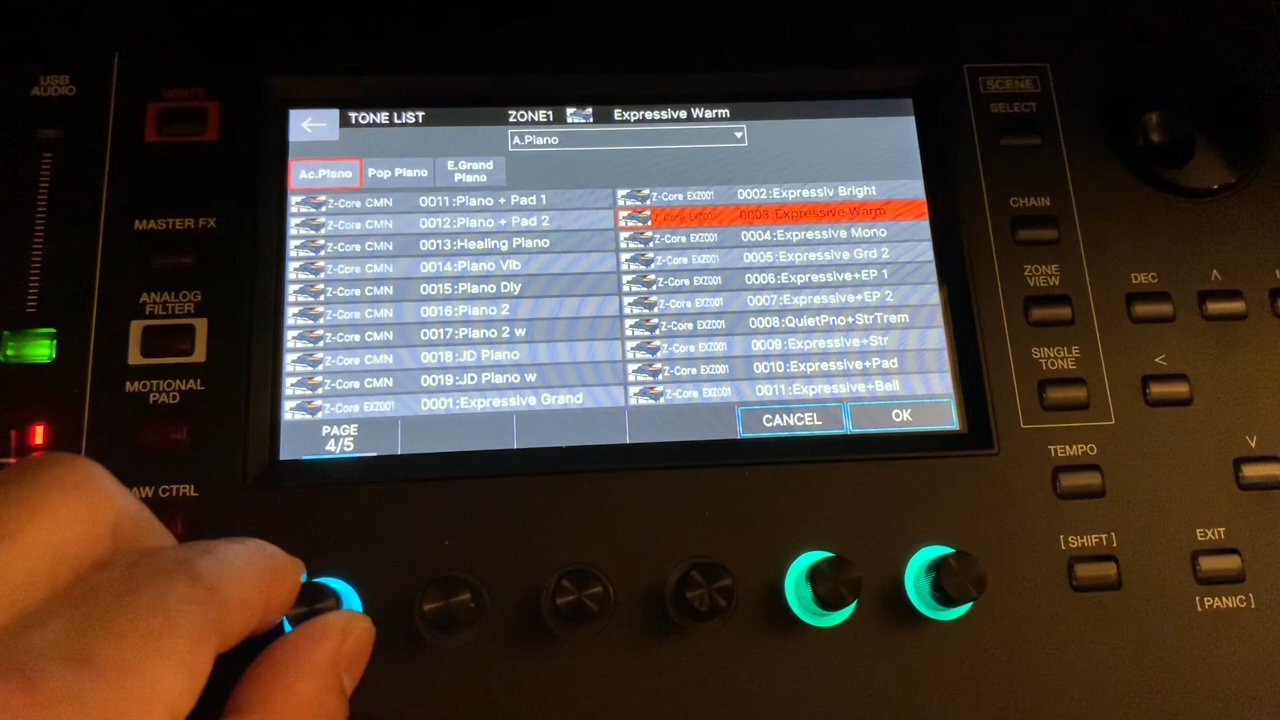 USB
AUDIO
WRITE
MASTER FX
ANALOG
FILTER
MOTIONAL
PAD
AW CTRL
TONE LIST
ZONE1
Expressive Warm
A.Piano
Ac.Piano
Pop Piano
E.Grand
Piano
Z-Core CMN 0011:Piano + Pad 1
Z-Core CMN 0012:Piano + Pad 2
Z-Core CMN 0013:Healing Piano
Z-Core CMN 0014:Piano Vib
Z-Core CMN 0015:Piano Dly
Z-Core CMN 0016:Piano 2
Z-Core CMN 0017:Piano 2 w
Z-Core CMN 0018:JD Piano
Z-Core CMN 0019:JD Piano w
Z-Core EXZ001 0001:Expressive Grand
Z-Core EXZ001 0002:Expressiv Bright
Z-Core EXZ001 0003:Expressive Warm
Z-Core EXZ001 0004:Expressive Mono
Z-Core EXZ001 0005:Expressive Grd 2
Z-Core EXZ001 0006:Expressive+EP 1
Z-Core EXZ001 0007:Expressive+EP 2
Z-Core EXZ001 0008:QuietPno+StrTrem
Z-Core EXZ001 0009:Expressive+Str
Z-Core EXZ001 0010:Expressive+Pad
Z-Core EXZ001 0011:Expressive+Bell
PAGE
4/5
CANCEL
OK
SCENE
SELECT
CHAIN
ZONE
VIEW
SINGLE
TONE
TEMPO
[SHIFT]
DEC
EXIT
[PANIC]